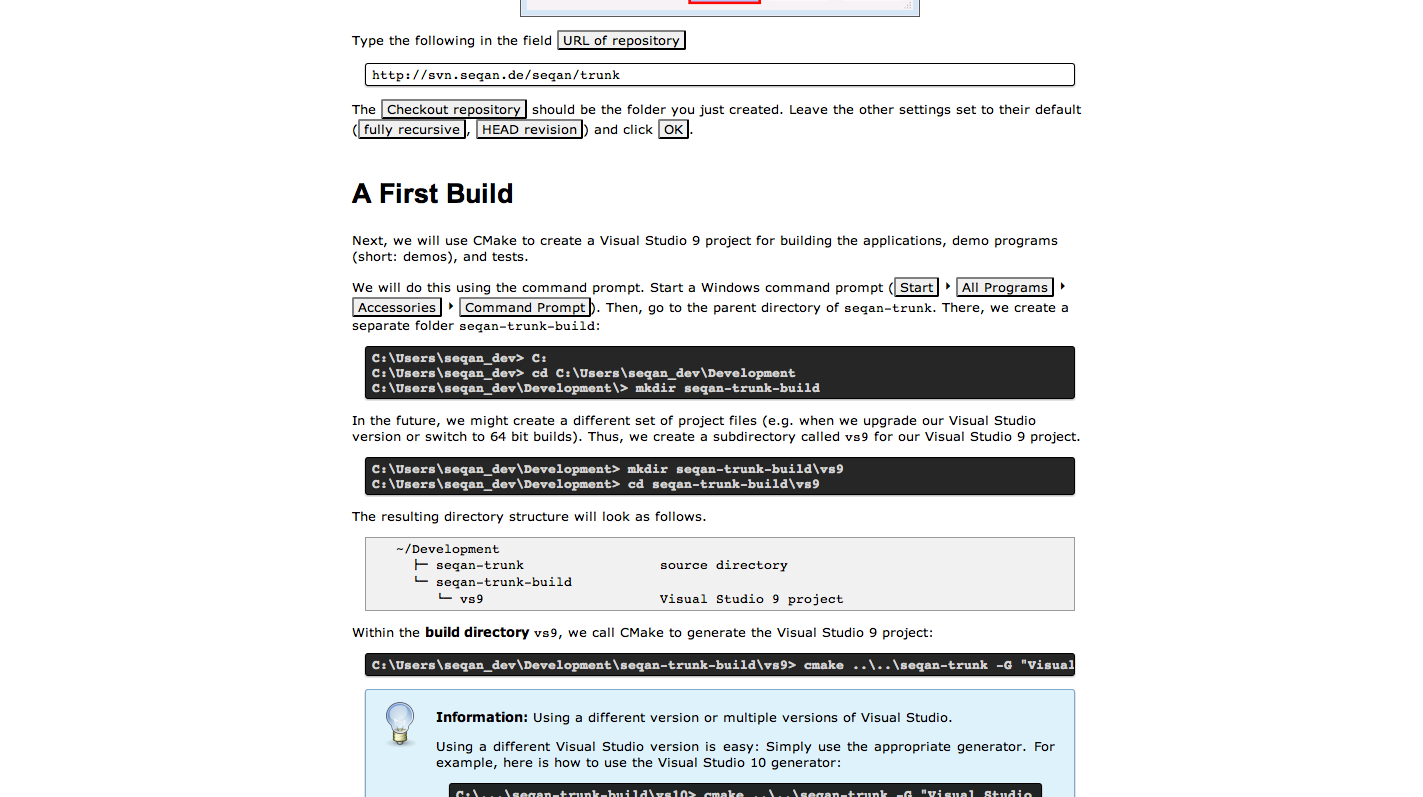 Type the following in the field URL of repository
http://svn.seqan.de/seqan/trunk
The Checkout repository should be the folder you just created. Leave the other settings set to their default
(fully recursive, HEAD revision) and click OK.
A First Build
Next, we will use CMake to create a Visual Studio 9 project for building the applications, demo programs
(short: demos), and tests.
We will do this using the command prompt. Start a Windows command prompt (Start ‣ All Programs ‣
Accessories ‣ Command Prompt). Then, go to the parent directory of seqan-trunk. There, we create a
separate folder seqan-trunk-build:
C:\Users\seqan_dev> C:
C:\Users\seqan_dev> cd C:\Users\seqan_dev\Development
C:\Users\seqan_dev\Development\> mkdir seqan-trunk-build
In the future, we might create a different set of project files (e.g. when we upgrade our Visual Studio
version or switch to 64 bit builds). Thus, we create a subdirectory called vs9 for our Visual Studio 9 project.
C:\Users\seqan_dev\Development> mkdir seqan-trunk-build\vs9
C:\Users\seqan_dev\Development> cd seqan-trunk-build\vs9
The resulting directory structure will look as follows.
~/Development
├─ seqan-trunk source directory
└─ seqan-trunk-build
└─ vs9 Visual Studio 9 project
Within the build directory vs9, we call CMake to generate the Visual Studio 9 project:
C:\Users\seqan_dev\Development\seqan-trunk-build\vs9> cmake ..\..\seqan-trunk -G "Visual
Information: Using a different version or multiple versions of Visual Studio.
Using a different Visual Studio version is easy: Simply use the appropriate generator. For
example, here is how to use the Visual Studio 10 generator:
C:\...\seqan-trunk-build\vs10> cmake ..\..\seqan-trunk -G "Visual Studio